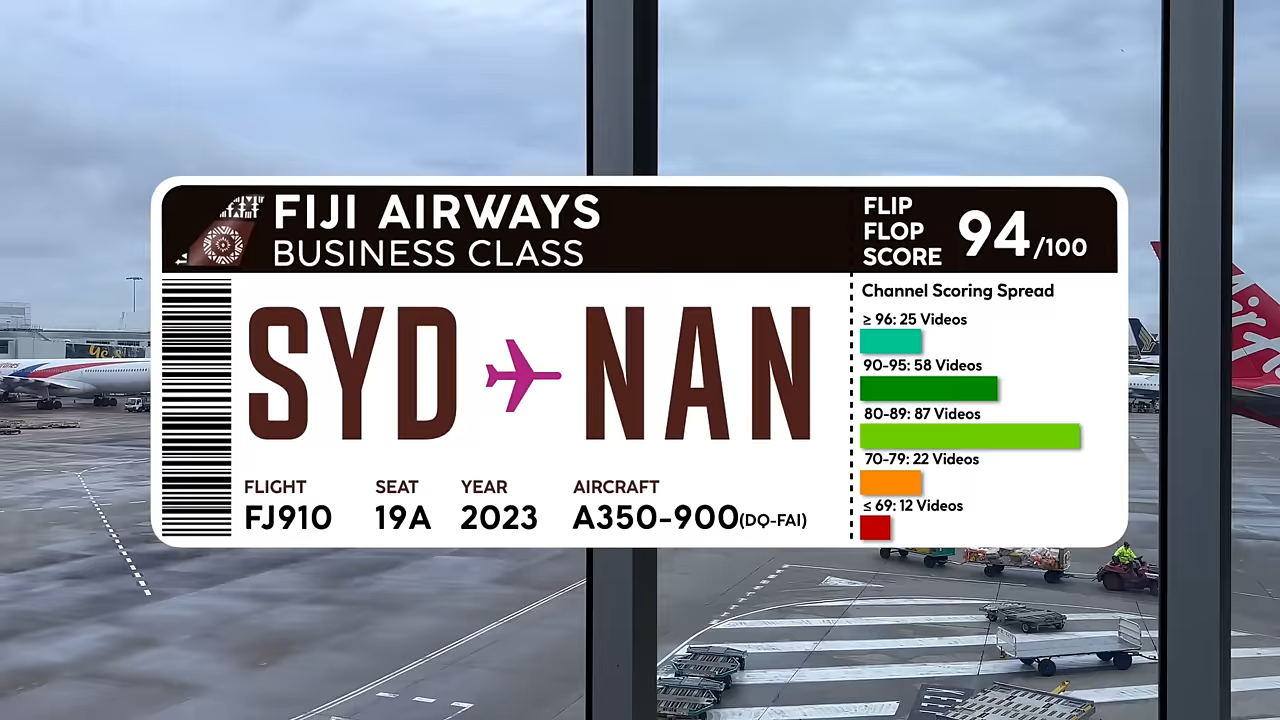 FIJI AIRWAYS
BUSINESS CLASS
FLIP
FLOP
SCORE
94/100
SYD NAN
FLIGHT SEAT YEAR AIRCRAFT
FJ910 19A 2023 A350-900(DQ-FAI)
Channel Scoring Spread
≥ 96: 25 Videos
90-95: 58 Videos
80-89: 87 Videos
70-79: 22 Videos
≤ 69: 12 Videos